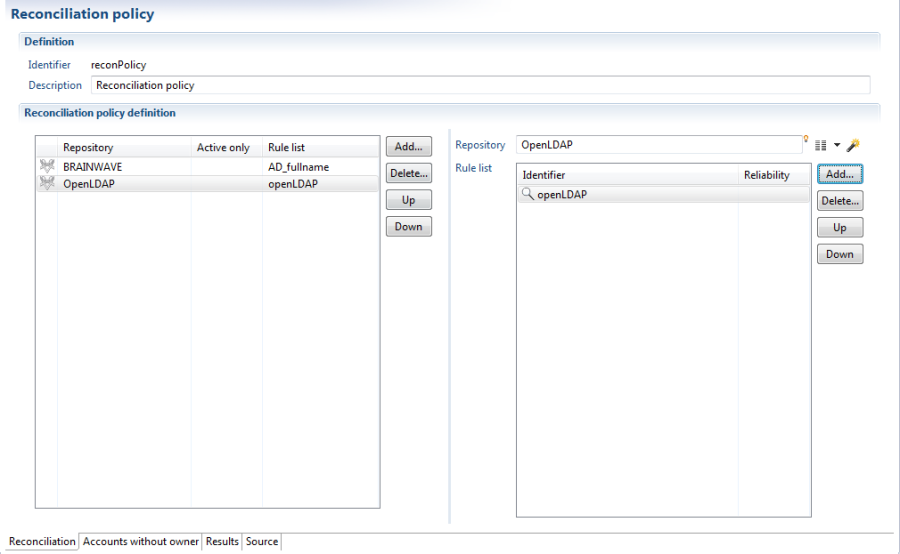 Reconciliation policy
Definition
Identifier reconPolicy
Description Reconciliation policy
Reconciliation policy definition
Repository Active only Rule list
BRAINWAVE AD_fullname
OpenLDAP openLDAP
Add...
Delete...
Up
Down
Repository OpenLDAP
Rule list
Identifier Reliability
openLDAP
Add...
Delete...
Up
Down
Reconciliation Accounts without owner Results Source